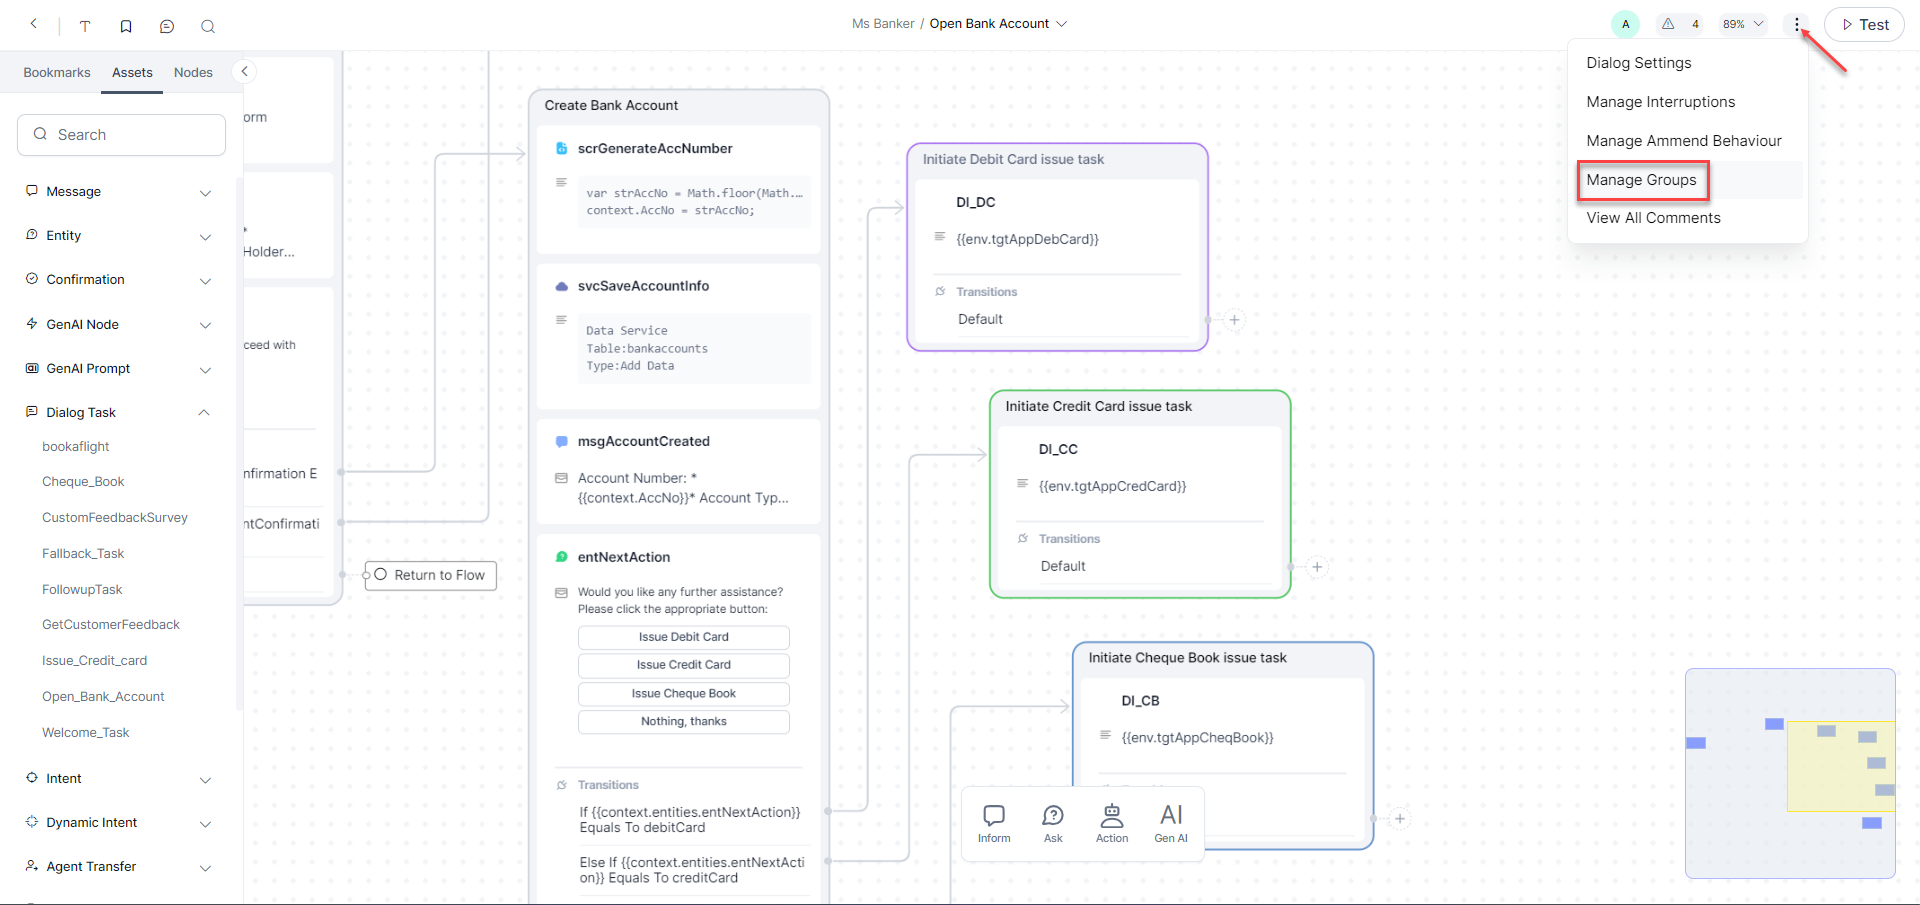 T
Ms Banker / Open Bank Account
A
4
89%
Test
Bookmarks
Assets
Nodes
Search
Message
Entity
Confirmation
GenAI Node
GenAI Prompt
Dialog Task
bookaflight
Cheque_Book
CustomFeedbackSurvey
Fallback_Task
FollowupTask
GetCustomerFeedback
Issue_Credit_card
Open_Bank_Account
Welcome_Task
Intent
Dynamic Intent
Agent Transfer
orm
*
Holder...
ceed with
nfirmation E
ntConfirmati
Return to Flow
Create Bank Account
scrGenerateAccNumber
var strAccNo = Math.floor(Math....
context.AccNo = strAccNo;
svcSaveAccountInfo
Data Service
Table:bankaccounts
Type:Add Data
msgAccountCreated
Account Number: *
{{context.AccNo}}* Account Typ...
entNextAction
Would you like any further assistance?
Please click the appropriate button:
Issue Debit Card
Issue Credit Card
Issue Cheque Book
Nothing, thanks
Transitions
If {{context.entities.entNextAction}}
Equals To debitCard
Else If {{context.entities.entNextActi
on}} Equals To creditCard
Initiate Debit Card issue task
DI_DC
{{env.tgtAppDebCard}}
Transitions
Default
Initiate Credit Card issue task
DI_CC
{{env.tgtAppCredCard}}
Transitions
Default
Initiate Cheque Book issue task
DI_CB
{{env.tgtAppCheqBook}}
Inform
Ask
Action
AI
Gen AI
Dialog Settings
Manage Interruptions
Manage Ammend Behaviour
Manage Groups
View All Comments